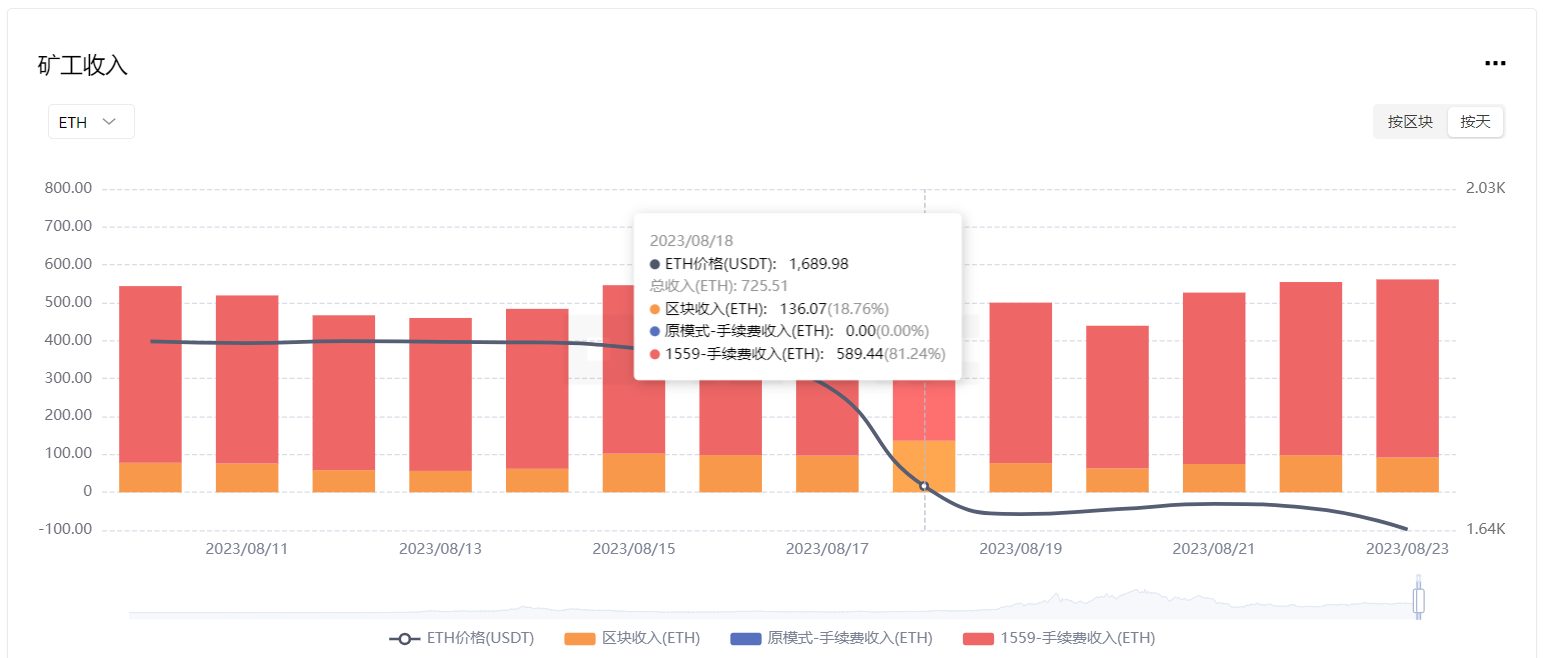 矿工收入
ETH
按区块 按天
800.00 2.03K
700.00
600.00
500.00
400.00
300.00
200.00
100.00
0
-100.00 1.64K
2023/08/18
ETH价格(USDT): 1,689.98
总收入(ETH): 725.51
区块收入(ETH): 136.07(18.76%)
原模式-手续费收入(ETH): 0.00(0.00%)
1559-手续费收入(ETH): 589.44(81.24%)
2023/08/11 2023/08/13 2023/08/15 2023/08/17 2023/08/19 2023/08/21 2023/08/23
ETH价格(USDT) 区块收入(ETH) 原模式-手续费收入(ETH) 1559-手续费收入(ETH)